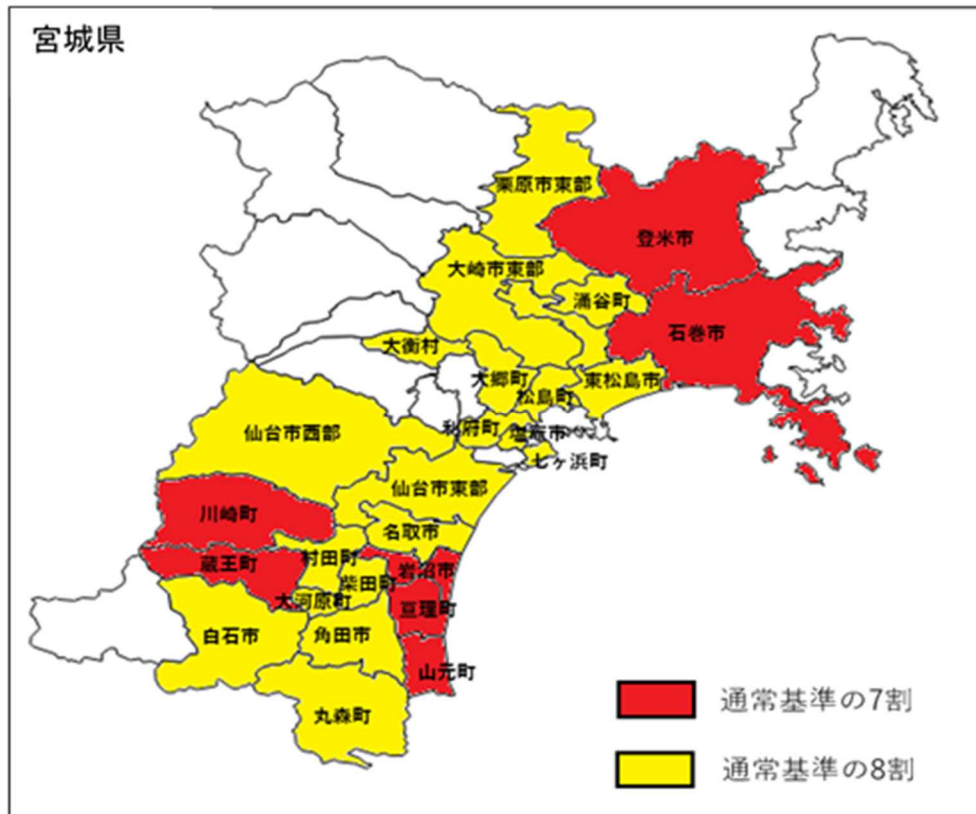 宮城県
栗原市東部
登米市
大崎市東部
涌谷町
石巻市
大衡村
大郷町
東松島市
松島町
仙台市西部
利府町
塩竈市
七ヶ浜町
仙台市東部
川崎町
名取市
村田町
蔵王町
岩沼市
柴田町
大河原町
亘理町
白石市
角田市
山元町
丸森町
通常基準の7割
通常基準の8割